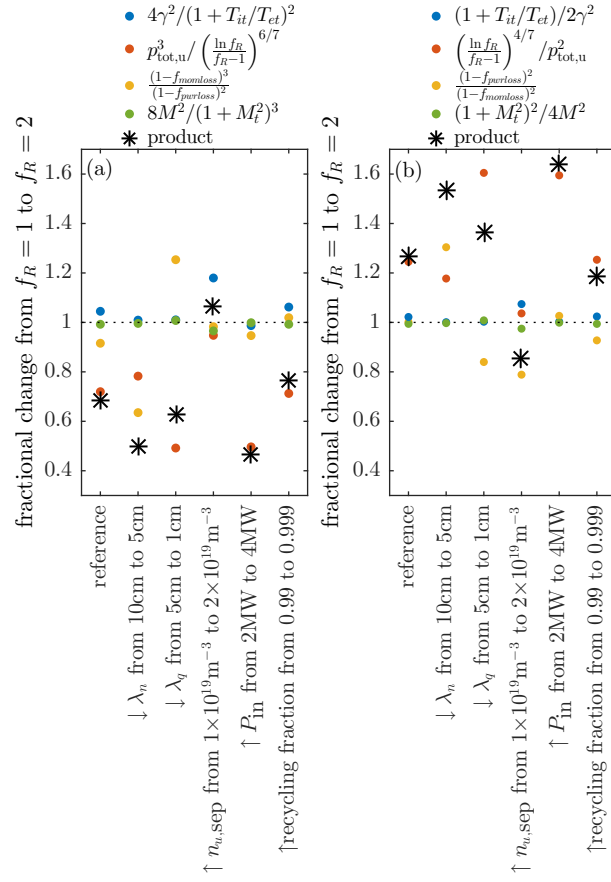 4γ²/(1 + T_it/T_et)²
p³_tot,u/(ln f_R/(f_R−1))^6/7
(1−f_momloss)³/(1−f_pwrloss)²
8M²/(1 + M_t²)³
product
(1 + T_it/T_et)/2γ²
(ln f_R/(f_R−1))^4/7/p²_tot,u
(1−f_pwrloss)²/(1−f_momloss)²
(1 + M_t²)²/4M²
product
fractional change from f_R = 1 to f_R = 2
(a)
1.6
1.4
1.2
1
0.8
0.6
0.4
reference
↓ λ_n from 10cm to 5cm
↓ λ_q from 5cm to 1cm
↑ n_u,sep from 1×10¹⁹m⁻³ to 2×10¹⁹m⁻³
↑ P_in from 2MW to 4MW
↑recycling fraction from 0.99 to 0.999
fractional change from f_R = 1 to f_R = 2
(b)
1.6
1.4
1.2
1
0.8
0.6
0.4
reference
↓ λ_n from 10cm to 5cm
↓ λ_q from 5cm to 1cm
↑ n_u,sep from 1×10¹⁹m⁻³ to 2×10¹⁹m⁻³
↑ P_in from 2MW to 4MW
↑recycling fraction from 0.99 to 0.999